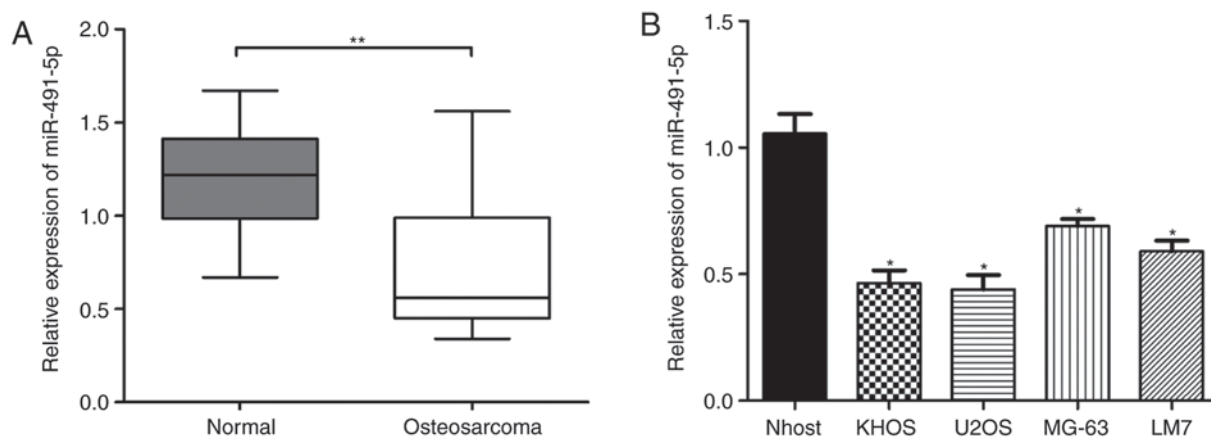 A
Relative expression of miR-491-5p
2.0
1.5
1.0
0.5
0.0
**
Normal
Osteosarcoma
B
Relative expression of miR-491-5p
1.5
1.0
0.5
0.0
*
*
*
*
Nhost
KHOS
U2OS
MG-63
LM7